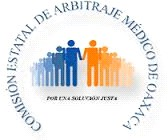 COMISIÓN ESTATAL DE ARBITRAJE MÉDICO DE OAXACA
POR UNA SOLUCIÓN JUSTA